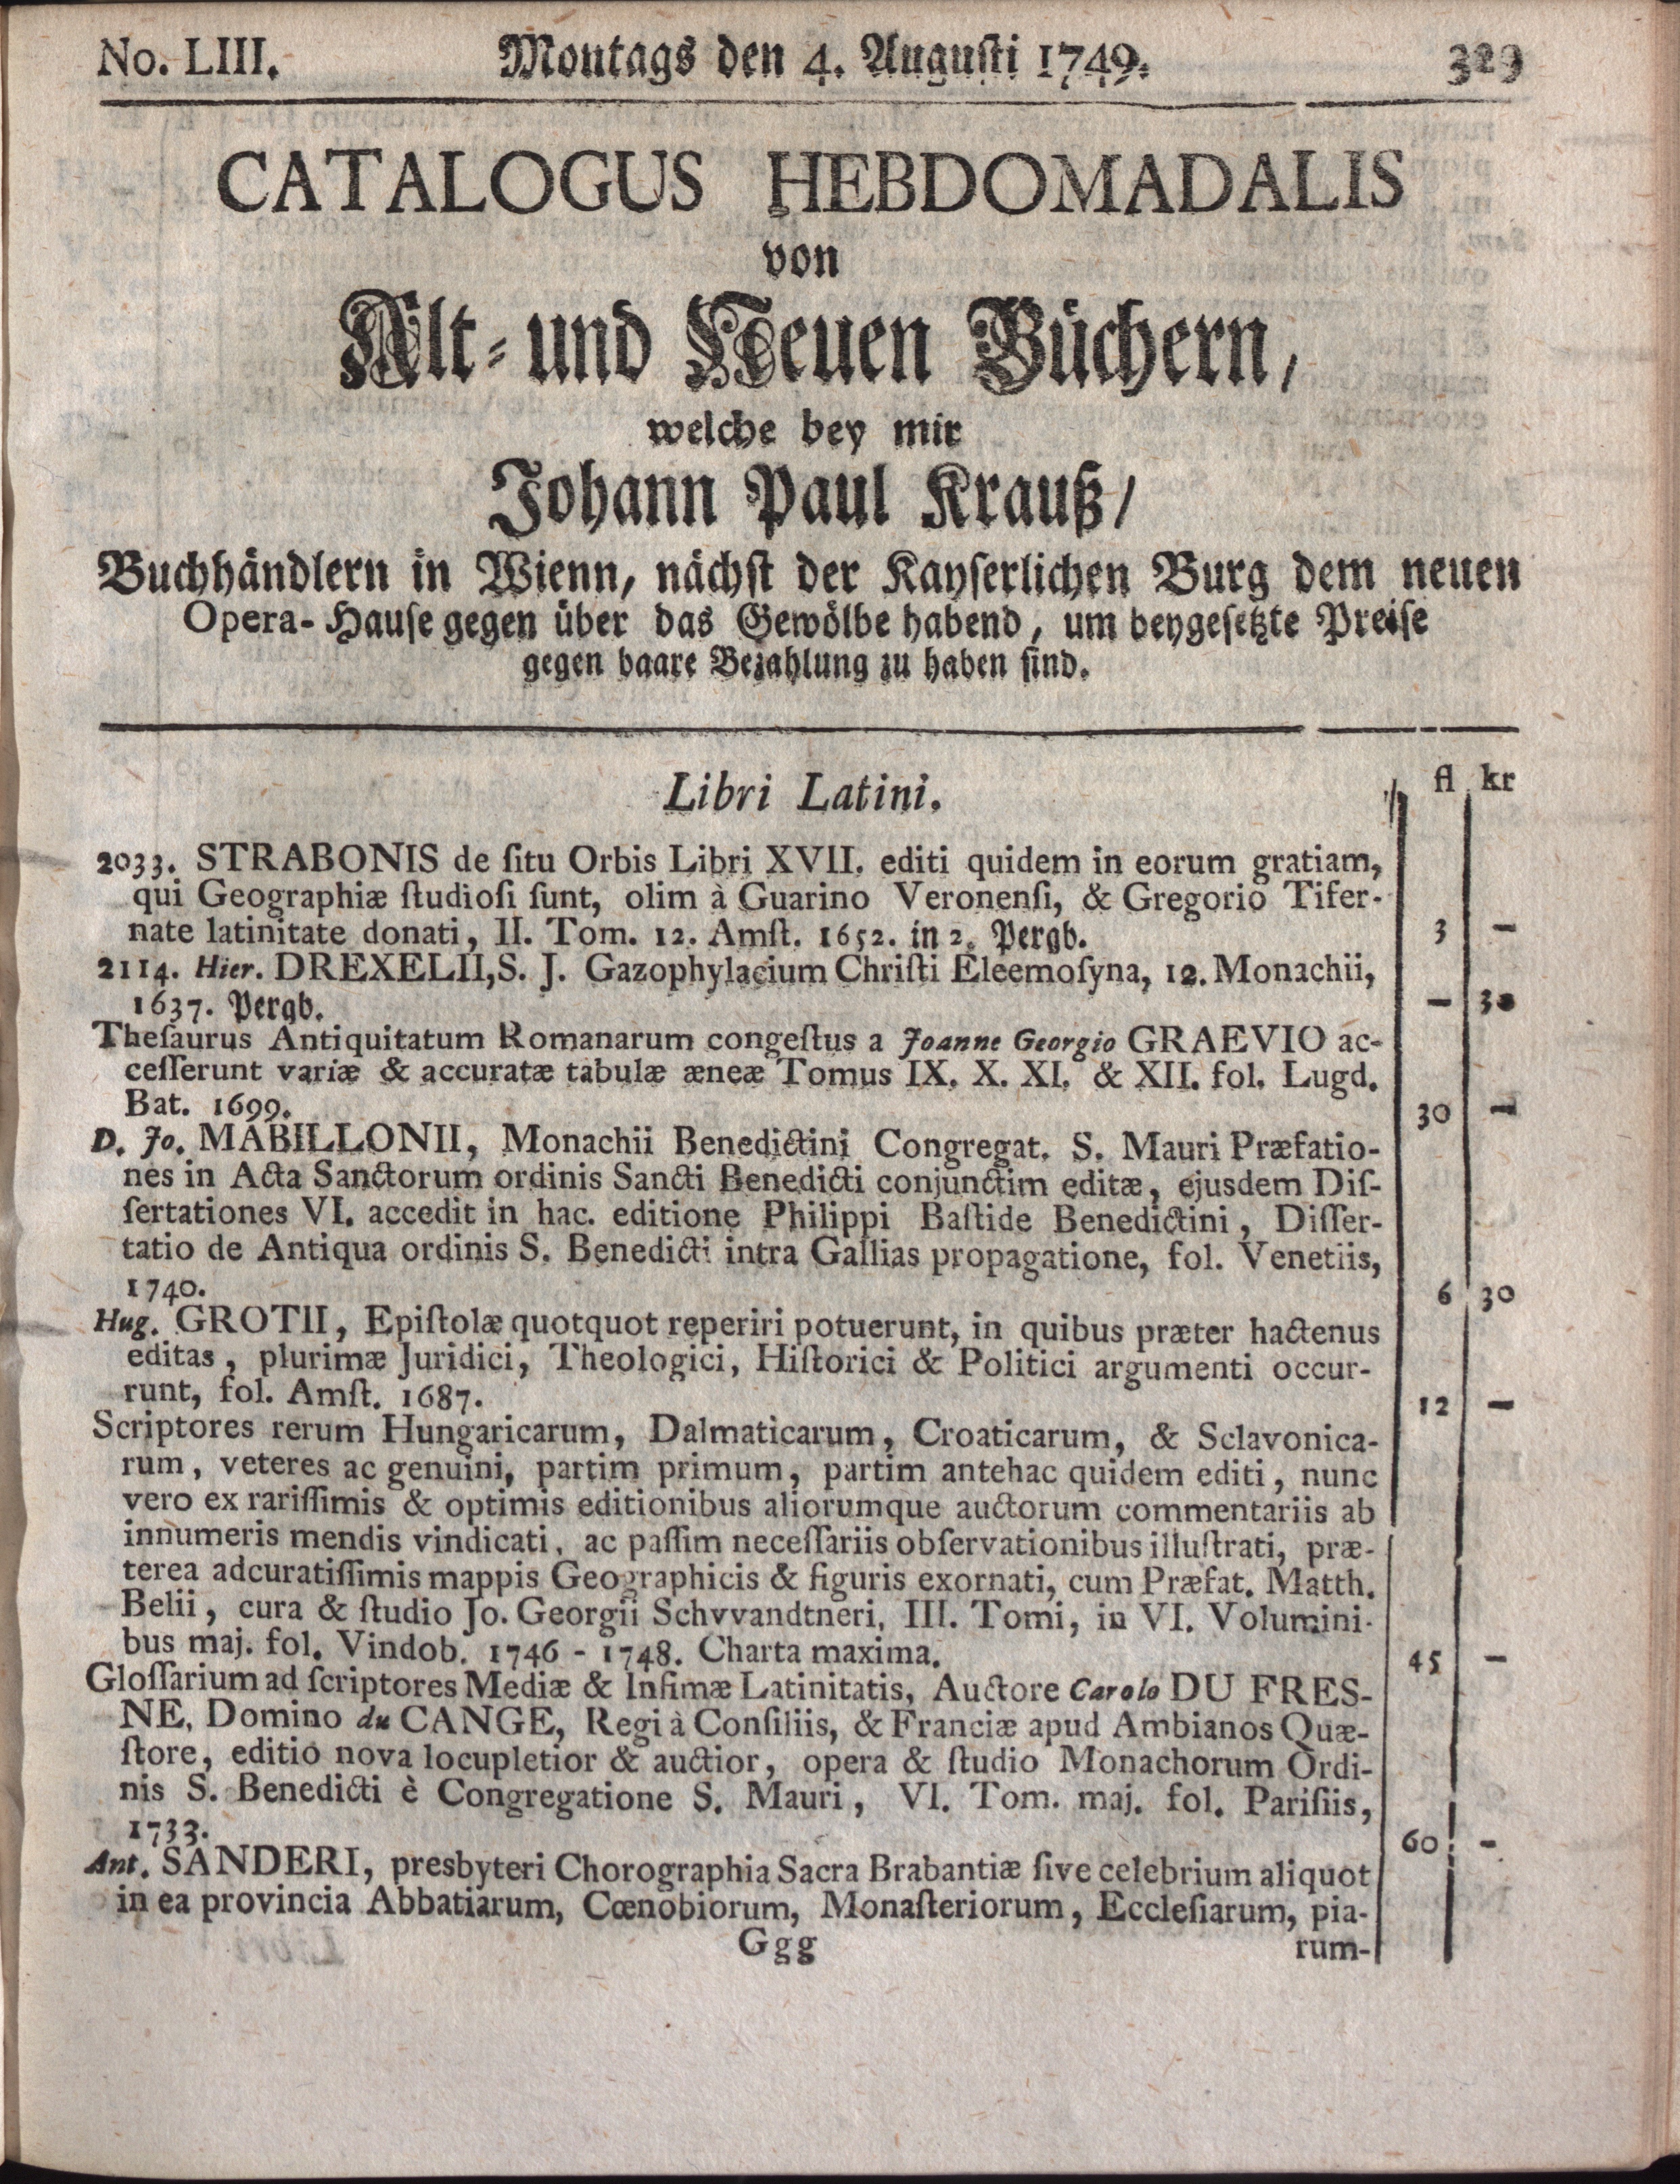 No. LIII. Montags den 4. Augusti 1749. 329
CATALOGUS HEBDOMADALIS
von
Alt- und Neuen Büchern,
welche bey mir
Johann Paul Krauß/
Buchhändlern in Wienn, nächst der Kayserlichen Burg dem neuen
Opera-Hause gegen über das Gewölbe habend, um beygesetzte Preise
gegen baare Bezahlung zu haben sind.
Libri Latini. fl kr
2033. STRABONIS de ſitu Orbis Libri XVII. editi quidem in eorum gratiam,
qui Geographiæ ſtudioſi ſunt, olim à Guarino Veronenſi, & Gregorio Tifer-
nate latinitate donati, II. Tom. 12. Amſt. 1652. in 2. Pergb. 3 —
2114. Hier. DREXELII, S. J. Gazophylacium Chriſti Eleemoſyna, 12. Monachii,
1637. Pergb. — 30
Theſaurus Antiquitatum Romanarum congeſtus a Joanne Georgio GRAEVIO ac-
ceſſerunt variæ & accuratæ tabulæ æneæ Tomus IX. X. XI. & XII. fol. Lugd.
Bat. 1699. 30 —
D. Jo. MABILLONII, Monachii Benedictini Congregat. S. Mauri Præfatio-
nes in Acta Sanctorum ordinis Sancti Benedicti conjunctim editæ, ejusdem Diſ-
ſertationes VI. accedit in hac. editione Philippi Baſtide Benedictini, Diſſer-
tatio de Antiqua ordinis S. Benedicti intra Gallias propagatione, fol. Venetiis,
1740. 6 30
Hug. GROTII, Epiſtolæ quotquot reperiri potuerunt, in quibus præter hactenus
editas, plurimæ Juridici, Theologici, Hiſtorici & Politici argumenti occur-
runt, fol. Amſt. 1687. 12 —
Scriptores rerum Hungaricarum, Dalmaticarum, Croaticarum, & Sclavonica-
rum, veteres ac genuini, partim primum, partim antehac quidem editi, nunc
vero ex rariſſimis & optimis editionibus aliorumque auctorum commentariis ab
innumeris mendis vindicati, ac paſſim neceſſariis obſervationibus illuſtrati, præ-
terea adcuratiſſimis mappis Geographicis & figuris exornati, cum Præfat. Matth.
Belii, cura & ſtudio Jo. Georgii Schvvandtneri, III. Tomi, in VI. Volumini-
bus maj. fol. Vindob. 1746 - 1748. Charta maxima. 45 —
Gloſſarium ad ſcriptores Mediæ & Infimæ Latinitatis, Auctore Carolo DU FRES-
NE, Domino du CANGE, Regi à Conſiliis, & Franciæ apud Ambianos Quæ-
ſtore, editio nova locupletior & auctior, opera & ſtudio Monachorum Ordi-
nis S. Benedicti è Congregatione S. Mauri, VI. Tom. maj. fol. Pariſiis,
1733. 60 -
Ant. SANDERI, presbyteri Chorographia Sacra Brabantiæ ſive celebrium aliquot
in ea provincia Abbatiarum, Cœnobiorum, Monaſteriorum, Eccleſiarum, pia-
Ggg rum-